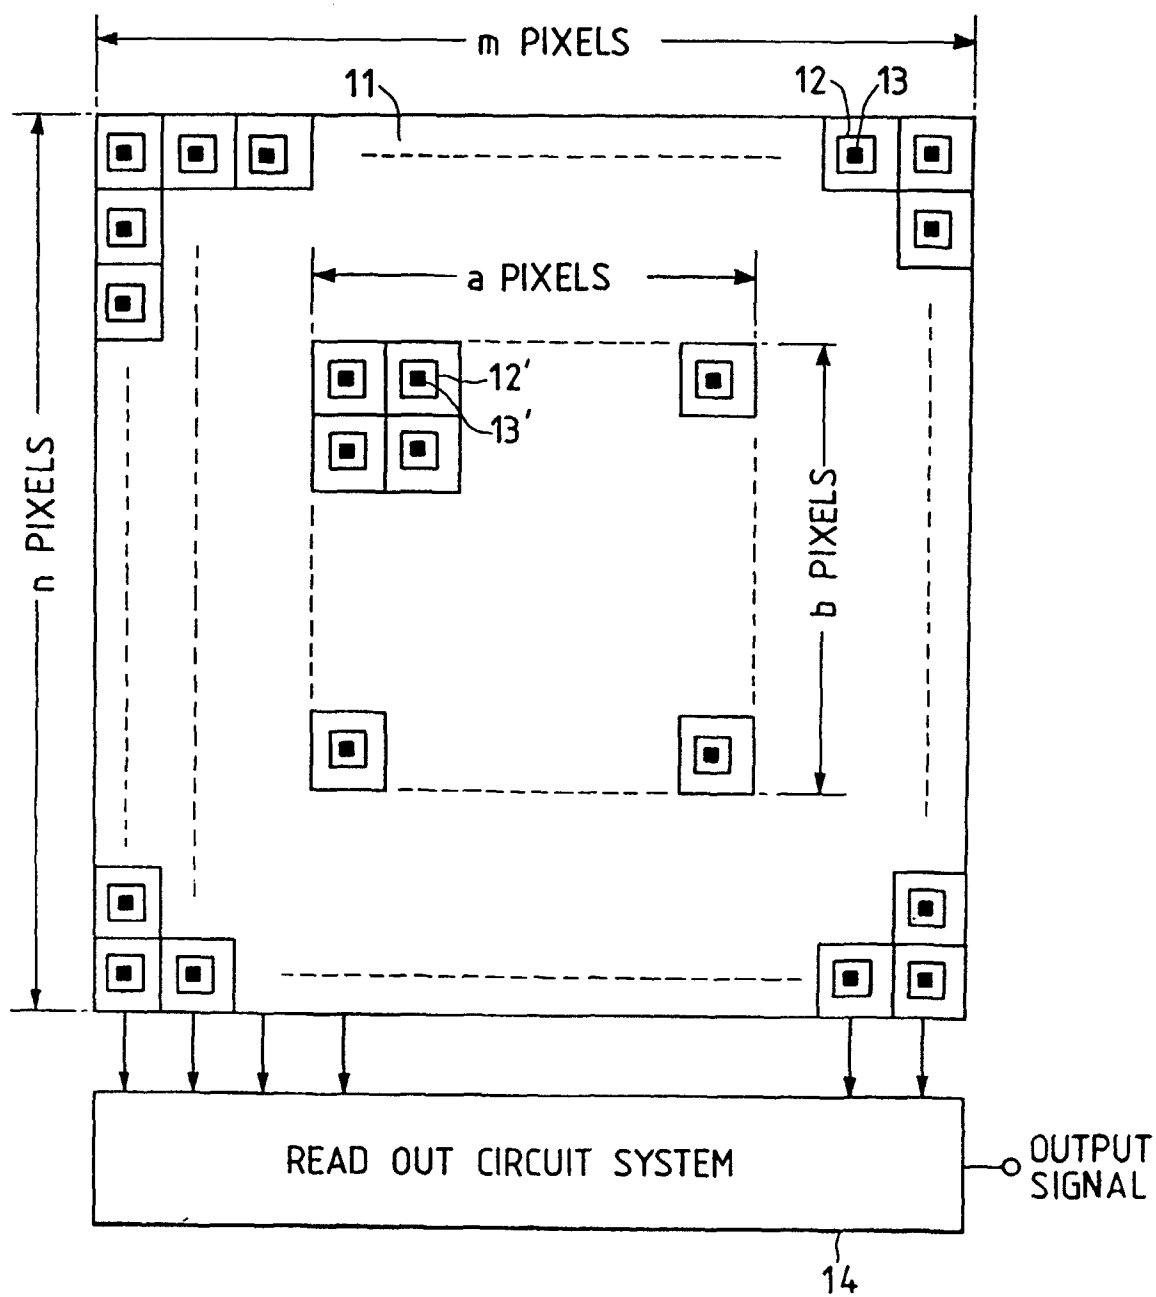 m PIXELS
11
12
13
a PIXELS
12'
13'
n PIXELS
b PIXELS
READ OUT CIRCUIT SYSTEM
OUTPUT
SIGNAL
14